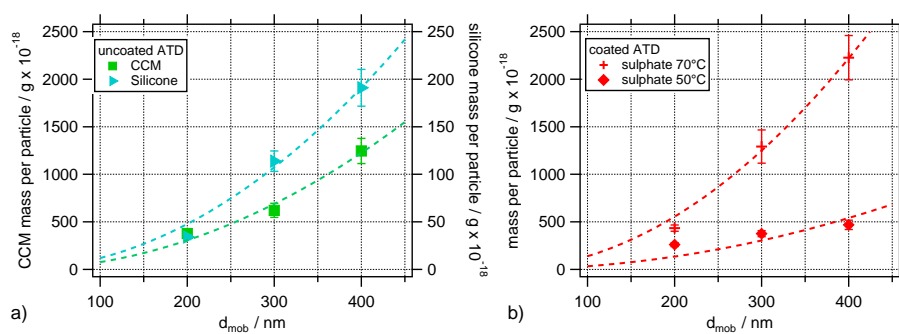 2500
2000
1500
1000
500
0
CCM mass per particle / g x 10⁻¹⁸
uncoated ATD
CCM
Silicone
250
200
150
100
50
0
silicone mass per particle / g x 10⁻¹⁸
100 200 300 400
d_mob / nm
a)
2500
2000
1500
1000
500
0
mass per particle / g x 10⁻¹⁸
coated ATD
sulphate 70°C
sulphate 50°C
100 200 300 400
d_mob / nm
b)